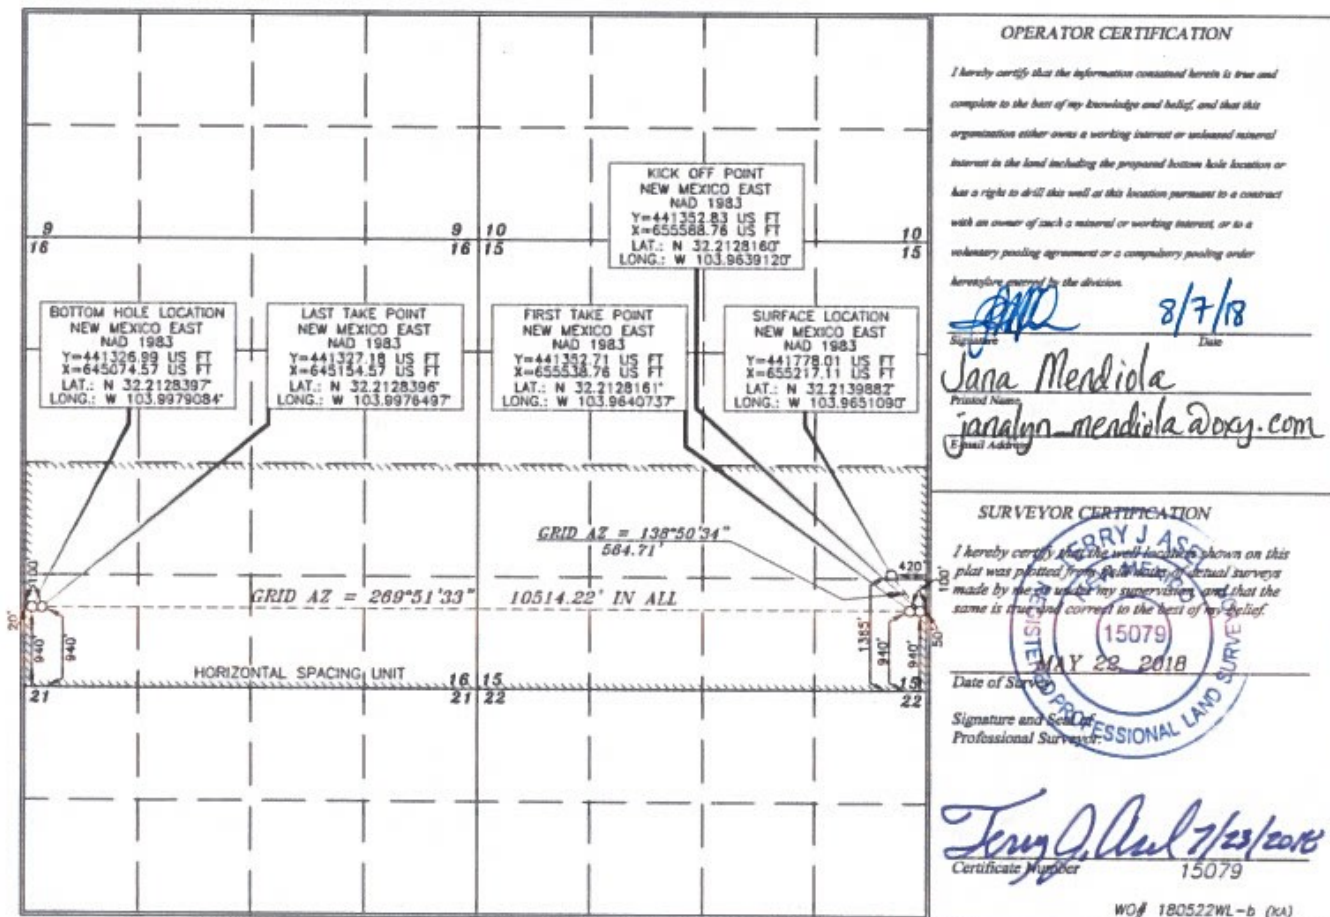 9
16
9
16
10
15
10
15
KICK OFF POINT
NEW MEXICO EAST
NAD 1983
Y=441352.83 US FT
X=655588.76 US FT
LAT.: N 32.2128160°
LONG.: W 103.9639120°
BOTTOM HOLE LOCATION
NEW MEXICO EAST
NAD 1983
Y=441326.99 US FT
X=645074.57 US FT
LAT.: N 32.2128397°
LONG.: W 103.9979084°
LAST TAKE POINT
NEW MEXICO EAST
NAD 1983
Y=441327.18 US FT
X=645154.57 US FT
LAT.: N 32.2128396°
LONG.: W 103.9976497°
FIRST TAKE POINT
NEW MEXICO EAST
NAD 1983
Y=441352.71 US FT
X=655538.76 US FT
LAT.: N 32.2128161°
LONG.: W 103.9640737°
SURFACE LOCATION
NEW MEXICO EAST
NAD 1983
Y=441778.01 US FT
X=655217.11 US FT
LAT.: N 32.2139882°
LONG.: W 103.9651090°
GRID AZ = 138°50'34"
564.71'
420'
100'
100'
GRID AZ = 269°51'33" 10514.22' IN ALL
20'
940'
940'
1385'
940'
940'
50'
HORIZONTAL SPACING UNIT
21
16
21
15
22
15
22
OPERATOR CERTIFICATION
I hereby certify that the information contained herein is true and
complete to the best of my knowledge and belief, and that this
organization either owns a working interest or unleased mineral
interest in the land including the proposed bottom hole location or
has a right to drill this well at this location pursuant to a contract
with an owner of such a mineral or working interest, or to a
voluntary pooling agreement or a compulsory pooling order
heretofore entered by the division.
8/7/18
Signature Date
Jana Mendiola
Printed Name
janalyn_mendiola@oxy.com
E-mail Address
SURVEYOR CERTIFICATION
I hereby certify that the well location shown on this
plat was plotted from field notes of actual surveys
made by me or under my supervision, and that the
same is true and correct to the best of my belief.
TERRY J. ASEL
NEW MEXICO
15079
REGISTERED PROFESSIONAL LAND SURVEYOR
MAY 22, 2018
Date of Survey
Signature and Seal of
Professional Surveyor:
Terry J. Asel 7/23/2018
Certificate Number 15079
WO# 180522WL-b (KA)